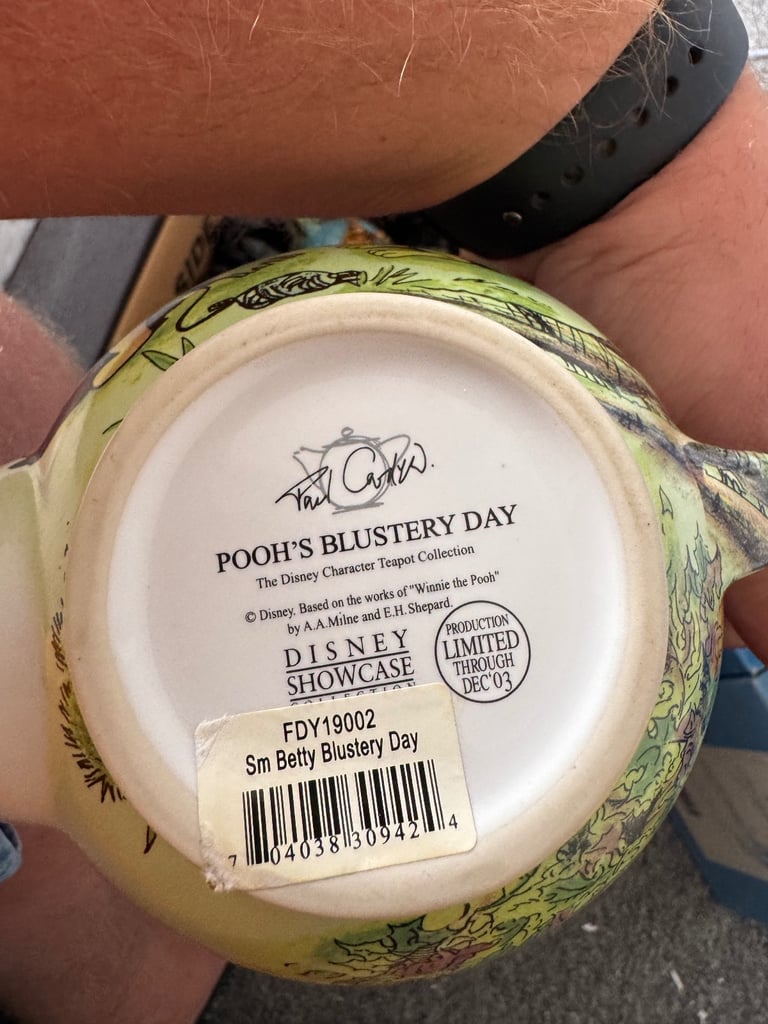 Paul Cardew.
POOH'S BLUSTERY DAY
The Disney Character Teapot Collection
© Disney. Based on the works of "Winnie the Pooh"
by A.A.Milne and E.H.Shepard.
DISNEY
SHOWCASE
COLLECTION
PRODUCTION
LIMITED
THROUGH
DEC'03
FDY19002
Sm Betty Blustery Day
7 04038 30942 4